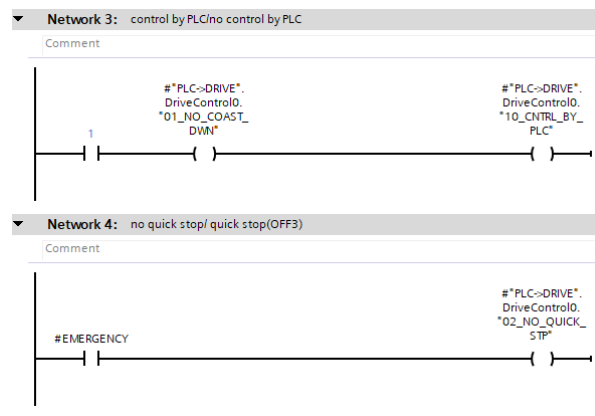 Network 3: control by PLC/no control by PLC
Comment
#"PLC->DRIVE".
DriveControl0.
"01_NO_COAST_
DWN"
#"PLC->DRIVE".
DriveControl0.
"10_CNTRL_BY_
PLC"
1
Network 4: no quick stop/ quick stop(OFF3)
Comment
#"PLC->DRIVE".
DriveControl0.
"02_NO_QUICK_
STP"
#EMERGENCY